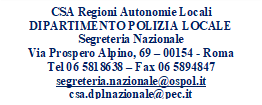 CSA Regioni Autonomie Locali
DIPARTIMENTO POLIZIA LOCALE
Segreteria Nazionale
Via Prospero Alpino, 69 – 00154 - Roma
Tel 06 5818638 – Fax 06 5894847
segreteria.nazionale@ospol.it
csa.dplnazionale@pec.it